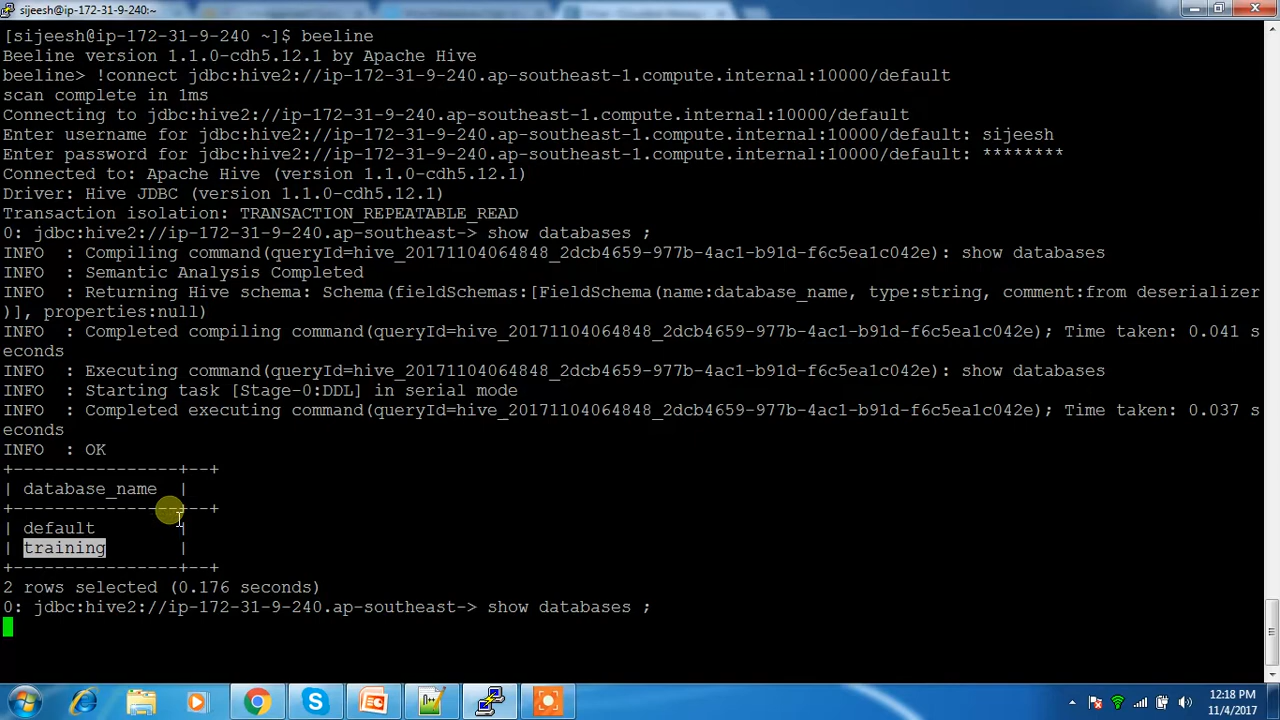 sijeesh@ip-172-31-9-240:~
[sijeesh@ip-172-31-9-240 ~]$ beeline
Beeline version 1.1.0-cdh5.12.1 by Apache Hive
beeline> !connect jdbc:hive2://ip-172-31-9-240.ap-southeast-1.compute.internal:10000/default
scan complete in 1ms
Connecting to jdbc:hive2://ip-172-31-9-240.ap-southeast-1.compute.internal:10000/default
Enter username for jdbc:hive2://ip-172-31-9-240.ap-southeast-1.compute.internal:10000/default: sijeesh
Enter password for jdbc:hive2://ip-172-31-9-240.ap-southeast-1.compute.internal:10000/default: ********
Connected to: Apache Hive (version 1.1.0-cdh5.12.1)
Driver: Hive JDBC (version 1.1.0-cdh5.12.1)
Transaction isolation: TRANSACTION_REPEATABLE_READ
0: jdbc:hive2://ip-172-31-9-240.ap-southeast-> show databases ;
INFO  : Compiling command(queryId=hive_20171104064848_2dcb4659-977b-4ac1-b91d-f6c5ea1c042e): show databases
INFO  : Semantic Analysis Completed
INFO  : Returning Hive schema: Schema(fieldSchemas:[FieldSchema(name:database_name, type:string, comment:from deserializer
)], properties:null)
INFO  : Completed compiling command(queryId=hive_20171104064848_2dcb4659-977b-4ac1-b91d-f6c5ea1c042e); Time taken: 0.041 s
econds
INFO  : Executing command(queryId=hive_20171104064848_2dcb4659-977b-4ac1-b91d-f6c5ea1c042e): show databases
INFO  : Starting task [Stage-0:DDL] in serial mode
INFO  : Completed executing command(queryId=hive_20171104064848_2dcb4659-977b-4ac1-b91d-f6c5ea1c042e); Time taken: 0.037 s
econds
INFO  : OK
+----------------+--+
| database_name  |
+----------------+--+
| default        |
| training       |
+----------------+--+
2 rows selected (0.176 seconds)
0: jdbc:hive2://ip-172-31-9-240.ap-southeast-> show databases ;
12:18 PM
11/4/2017